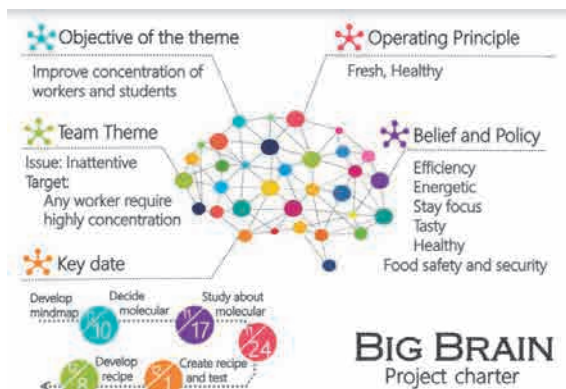 Objective of the theme
Improve concentration of
workers and students
Operating Principle
Fresh, Healthy
Team Theme
Issue: Inattentive
Target:
Any worker require
highly concentration
Belief and Policy
Efficiency
Energetic
Stay focus
Tasty
Healthy
Food safety and security
Key date
Develop
mindmap
10
Decide
molecular
17
Study about
molecular
24
Develop
recipe
8
Create recipe
and test
1
BIG BRAIN
Project charter